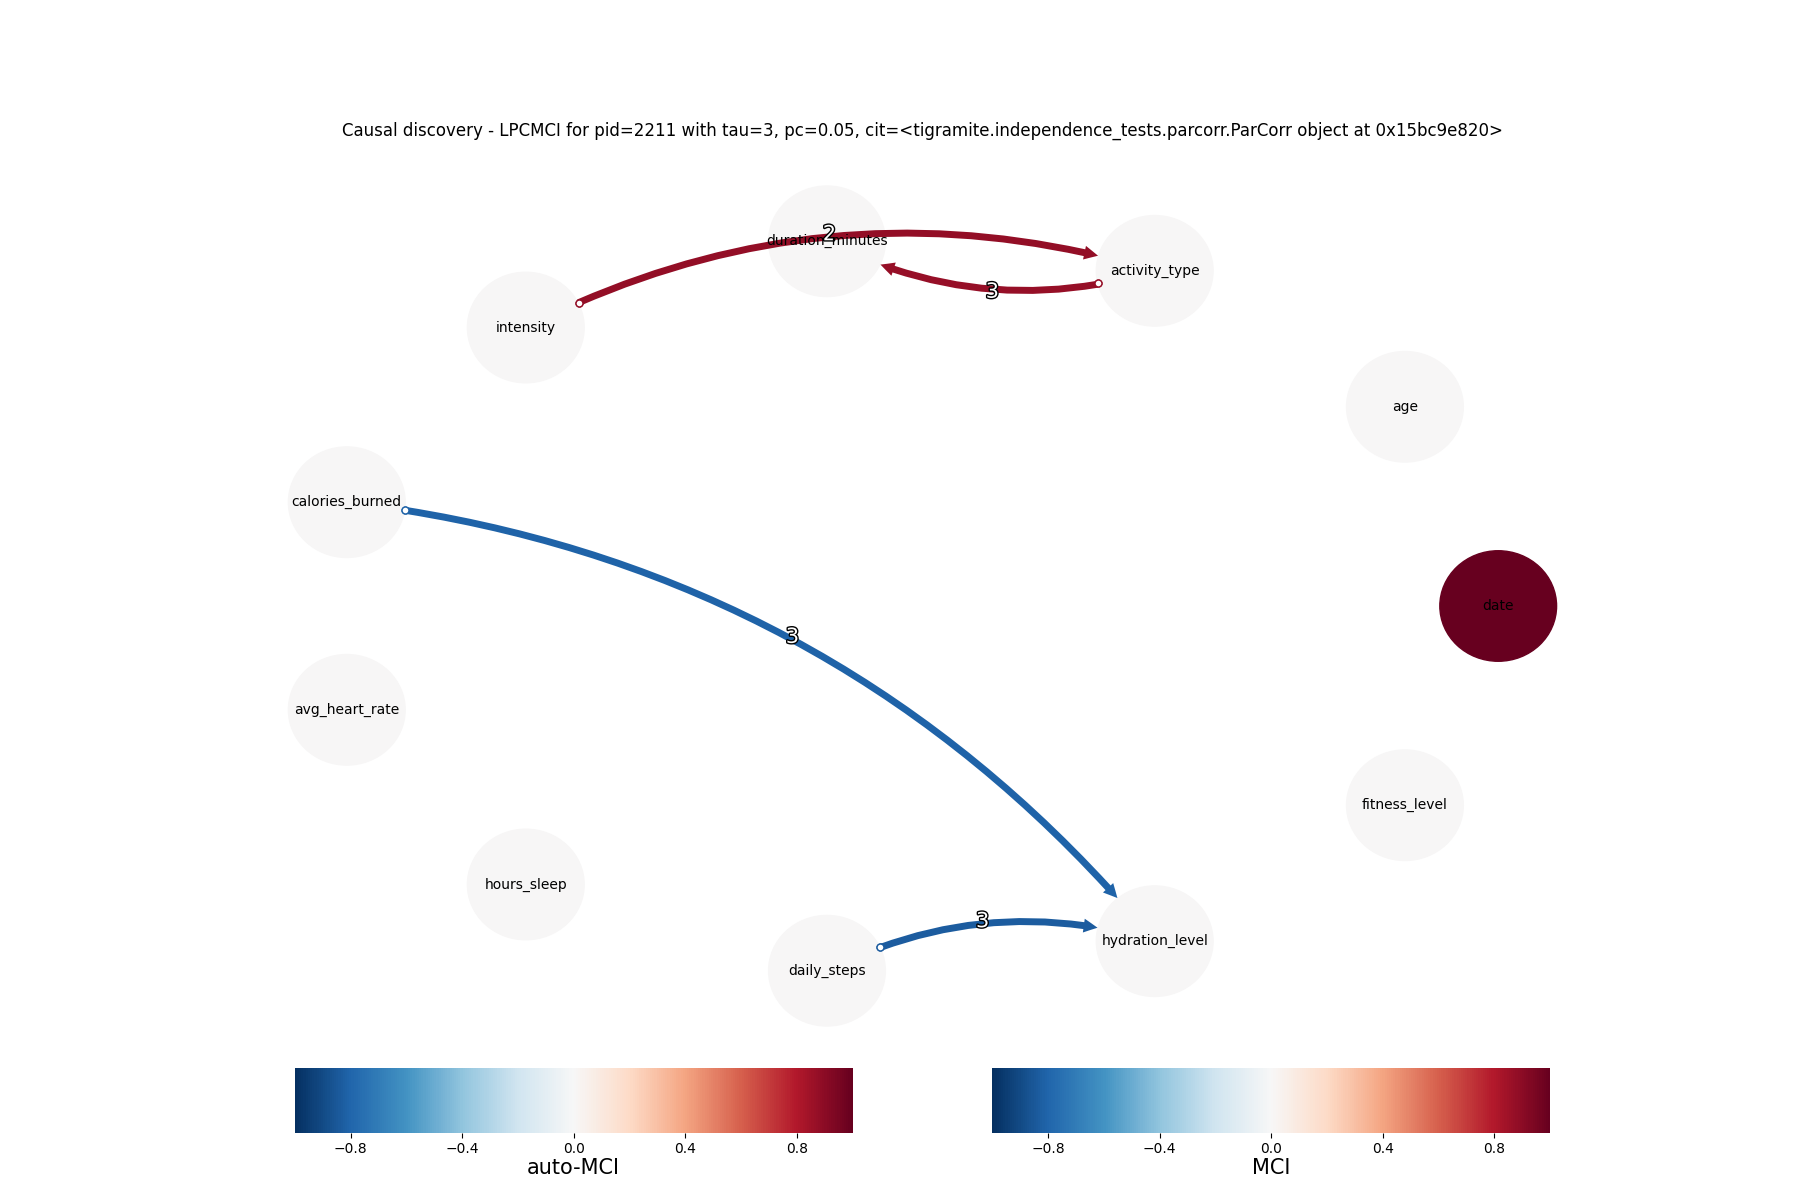 Causal discovery - LPCMCI for pid=2211 with tau=3, pc=0.05, cit=<tigramite.independence_tests.parcorr.ParCorr object at 0x15bc9e820>
2
duration_minutes
activity_type
3
intensity
age
calories_burned
date
3
avg_heart_rate
fitness_level
hours_sleep
3
hydration_level
daily_steps
−0.8 −0.4 0.0 0.4 0.8
auto-MCI
−0.8 −0.4 0.0 0.4 0.8
MCI